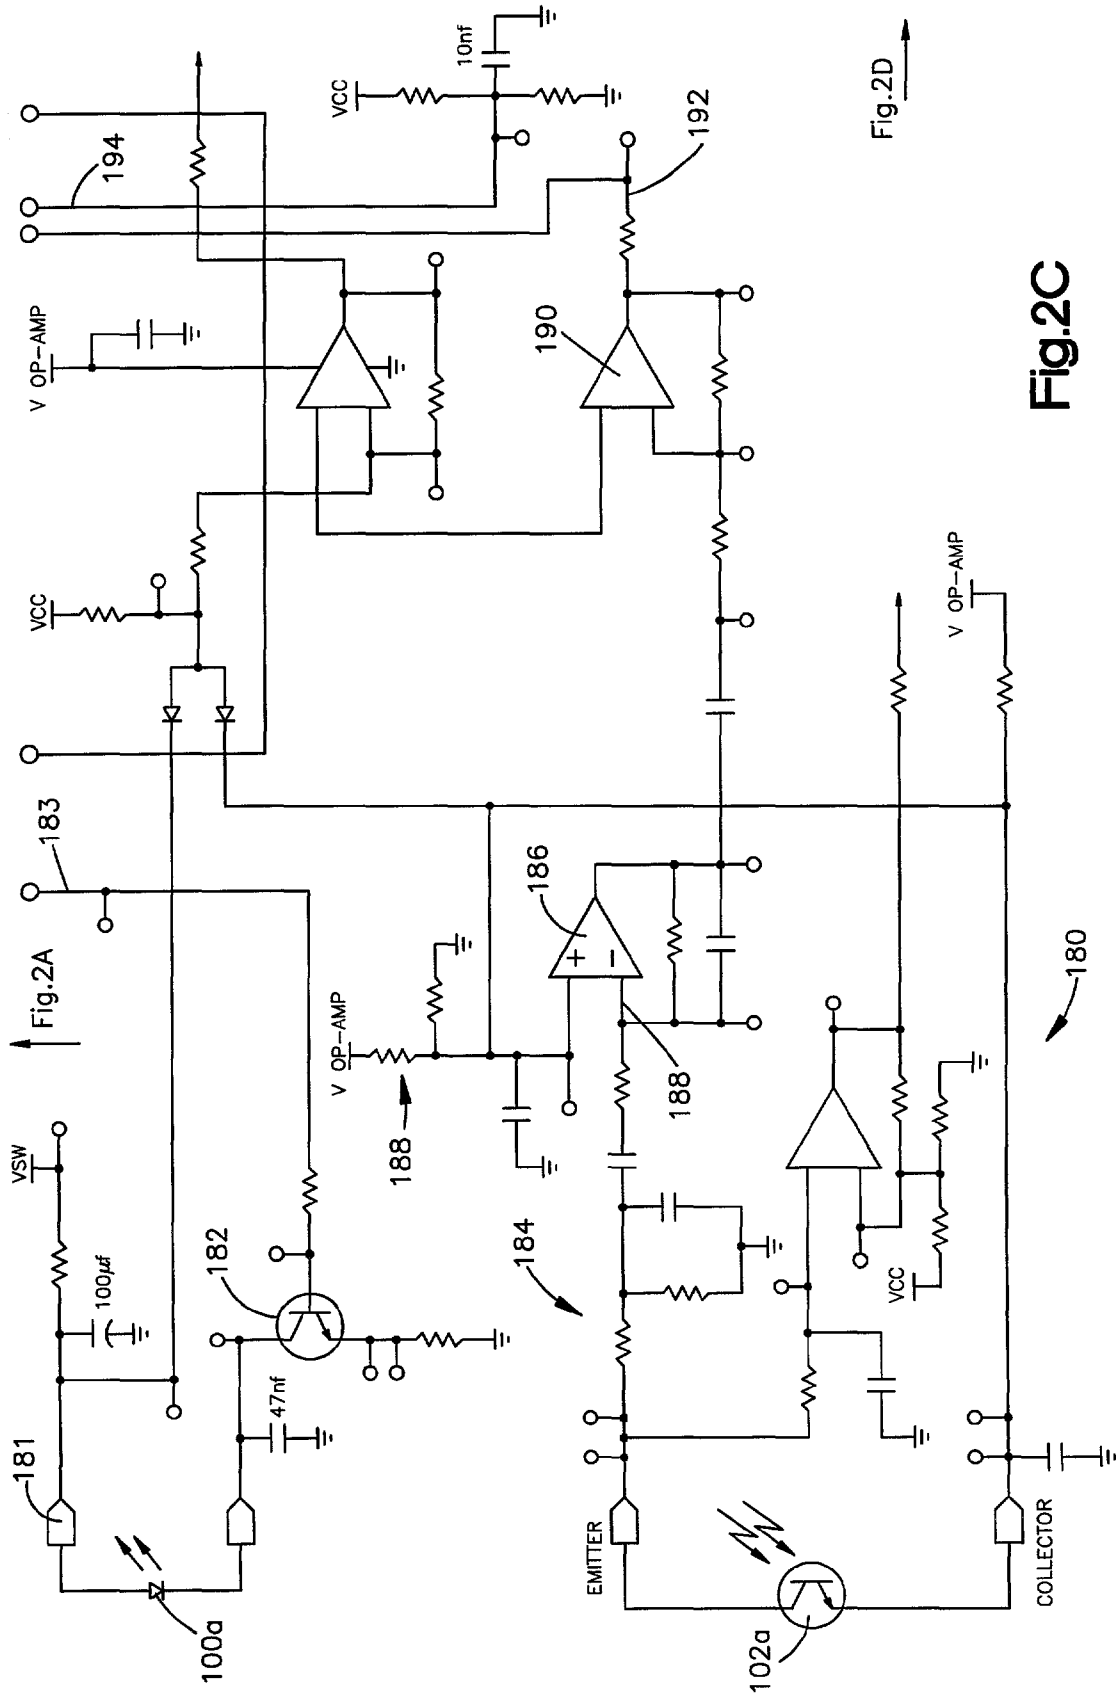 Fig.2A
181
100a
VSW
100µf
47nf
182
183
194
VCC
V OP-AMP
VCC
10nf
V OP-AMP
188
186
188
190
192
184
EMITTER
102a
COLLECTOR
VCC
180
V OP-AMP
Fig.2D
Fig.2C